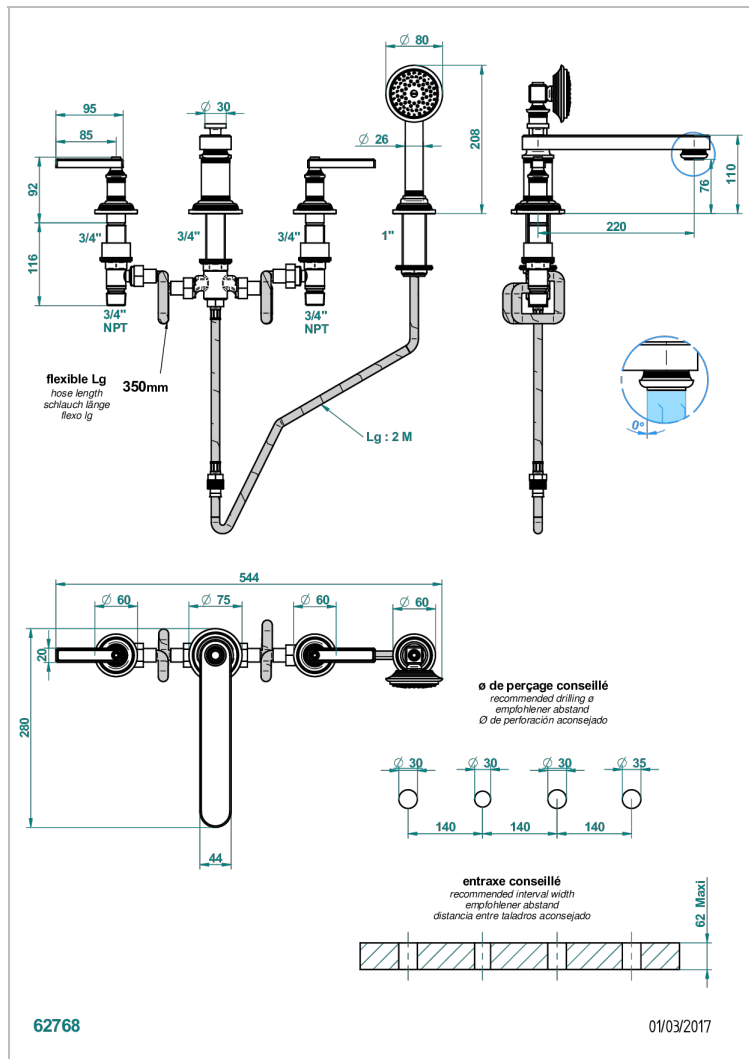 Ø 80
95
85
Ø 30
Ø 26
208
92
116
3/4"
3/4"
3/4"
1"
76
110
220
3/4"
NPT
3/4"
NPT
flexible Lg
hose length
schlauch länge
flexo lg
350mm
Lg : 2 M
0°
544
Ø 60
Ø 75
Ø 60
Ø 60
20
280
44
ø de perçage conseillé
recommended drilling ø
empfohlener abstand
Ø de perforación aconsejado
Ø 30
Ø 30
Ø 30
Ø 35
140
140
140
entraxe conseillé
recommended interval width
empfohlener abstand
distancia entre taladros aconsejado
62 Maxi
62768
01/03/2017